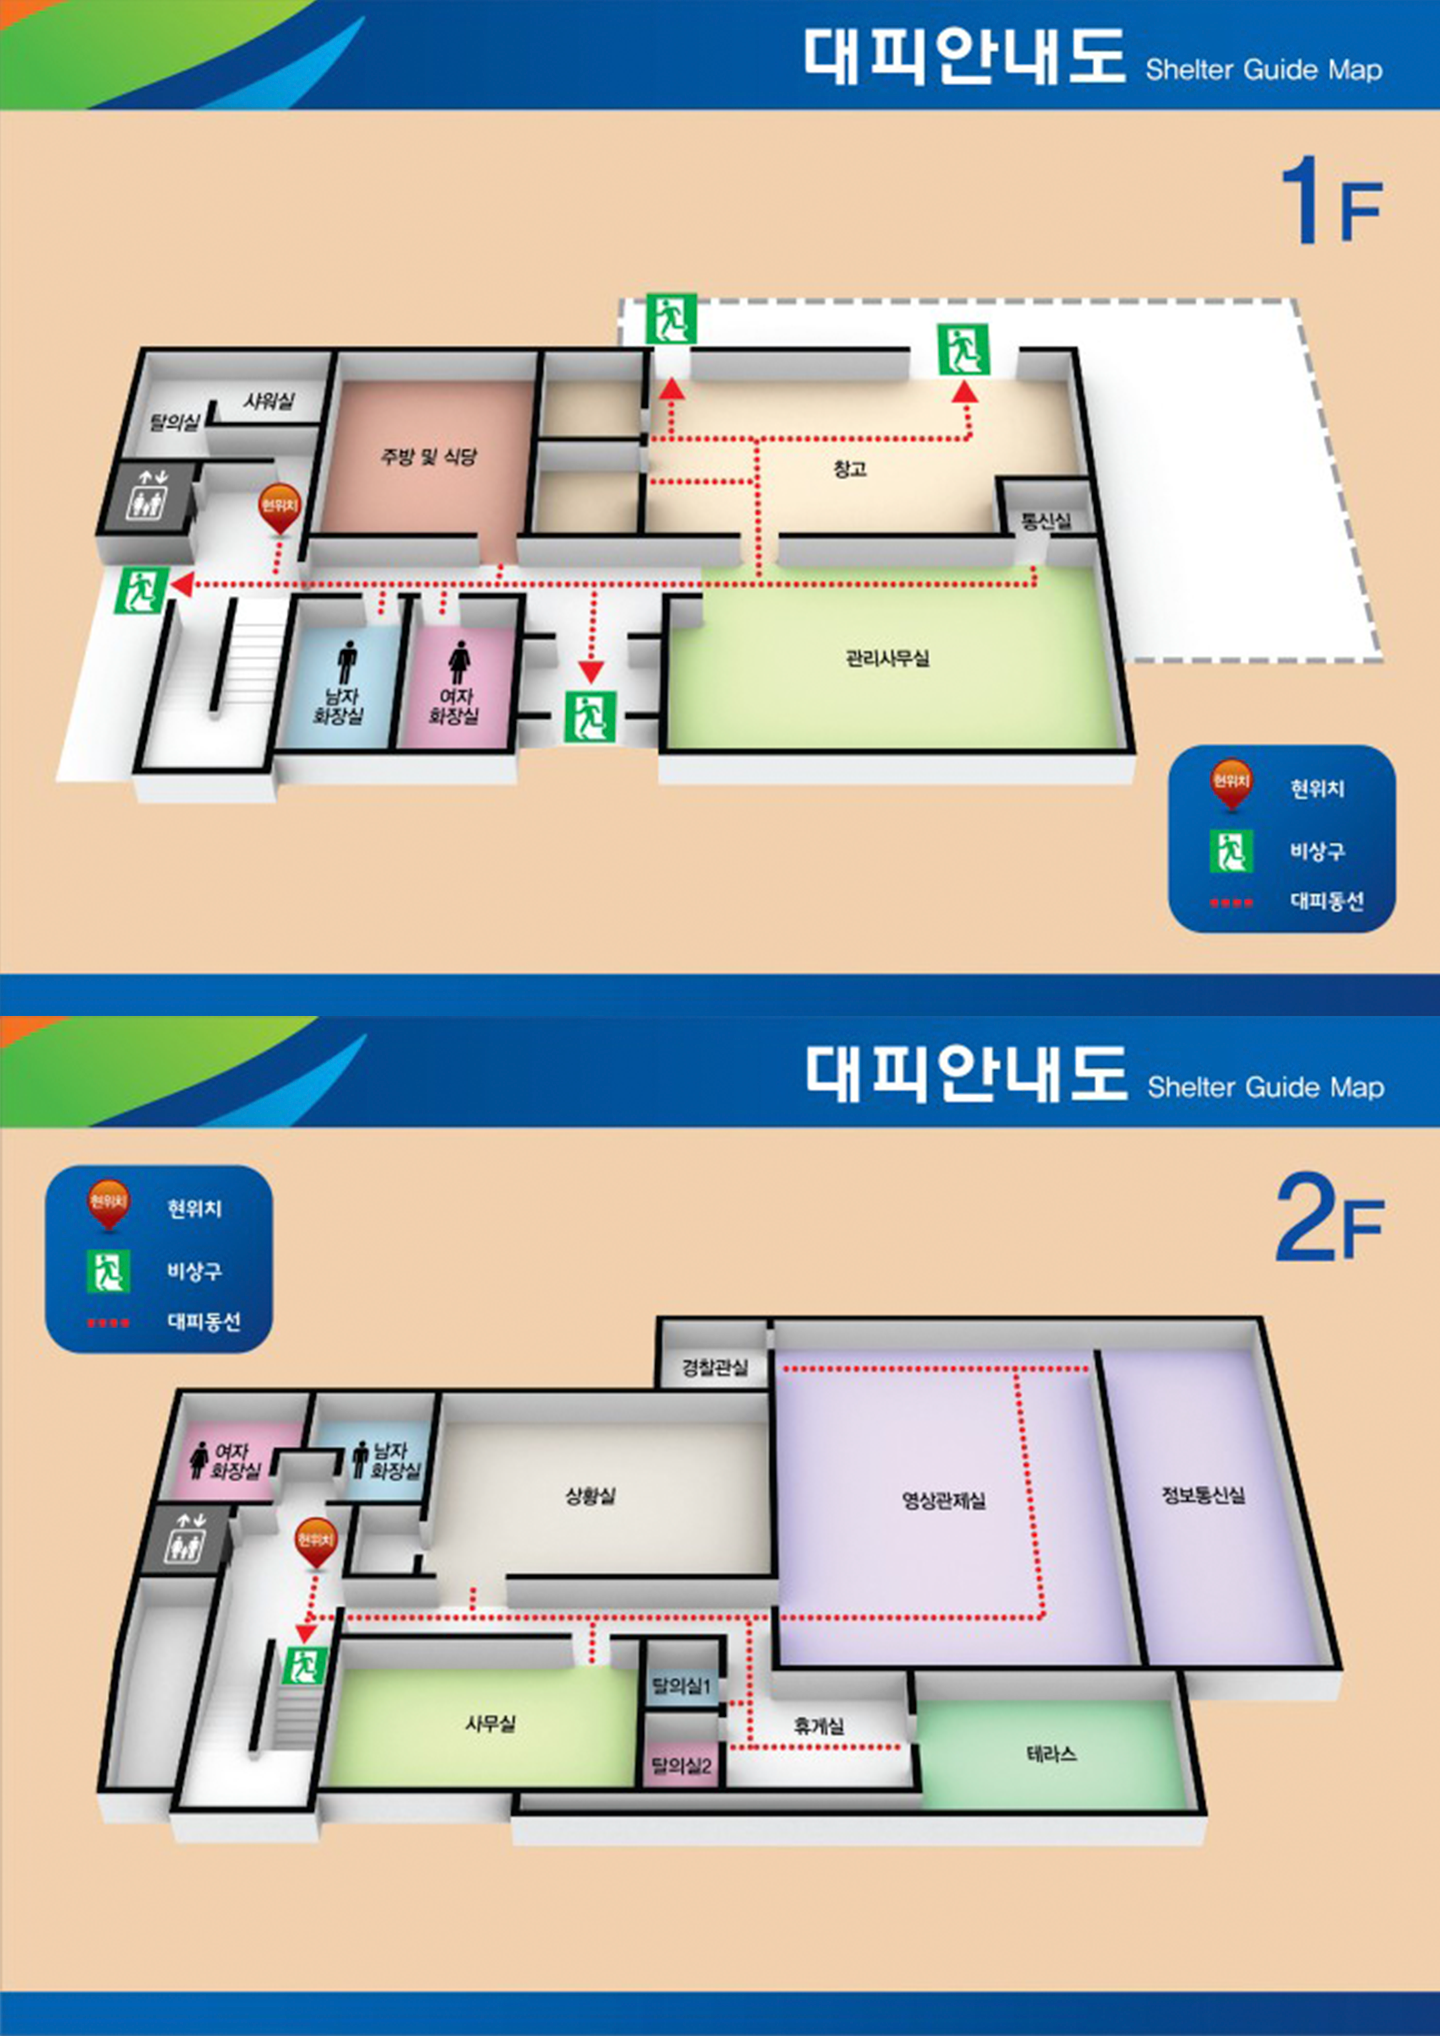 대피안내도 Shelter Guide Map
1F
샤워실
탈의실
주방 및 식당
창고
현위치
통신실
관리사무실
남자
화장실
여자
화장실
현위치 현위치
비상구
대피동선
대피안내도 Shelter Guide Map
현위치 현위치
비상구
대피동선
2F
경찰관실
여자
화장실
남자
화장실
상황실
영상관제실
정보통신실
현위치
탈의실1
사무실
휴게실
테라스
탈의실2